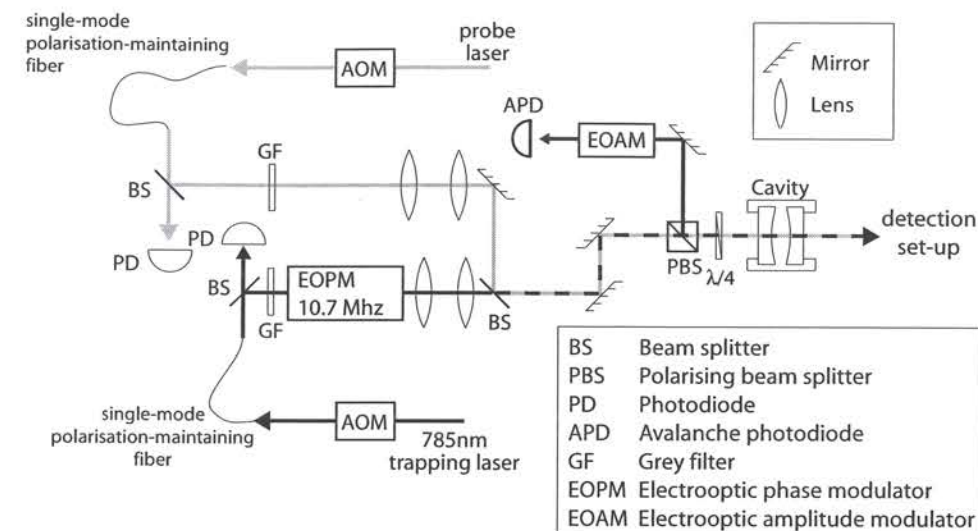 single-mode
polarisation-maintaining
fiber
AOM
probe
laser
Mirror
Lens
APD
EOAM
GF
BS
Cavity
detection
set-up
PD
PD
PBS
λ/4
BS
EOPM
10.7 Mhz
GF
BS
single-mode
polarisation-maintaining
fiber
AOM
785nm
trapping laser
BS Beam splitter
PBS Polarising beam splitter
PD Photodiode
APD Avalanche photodiode
GF Grey filter
EOPM Electrooptic phase modulator
EOAM Electrooptic amplitude modulator